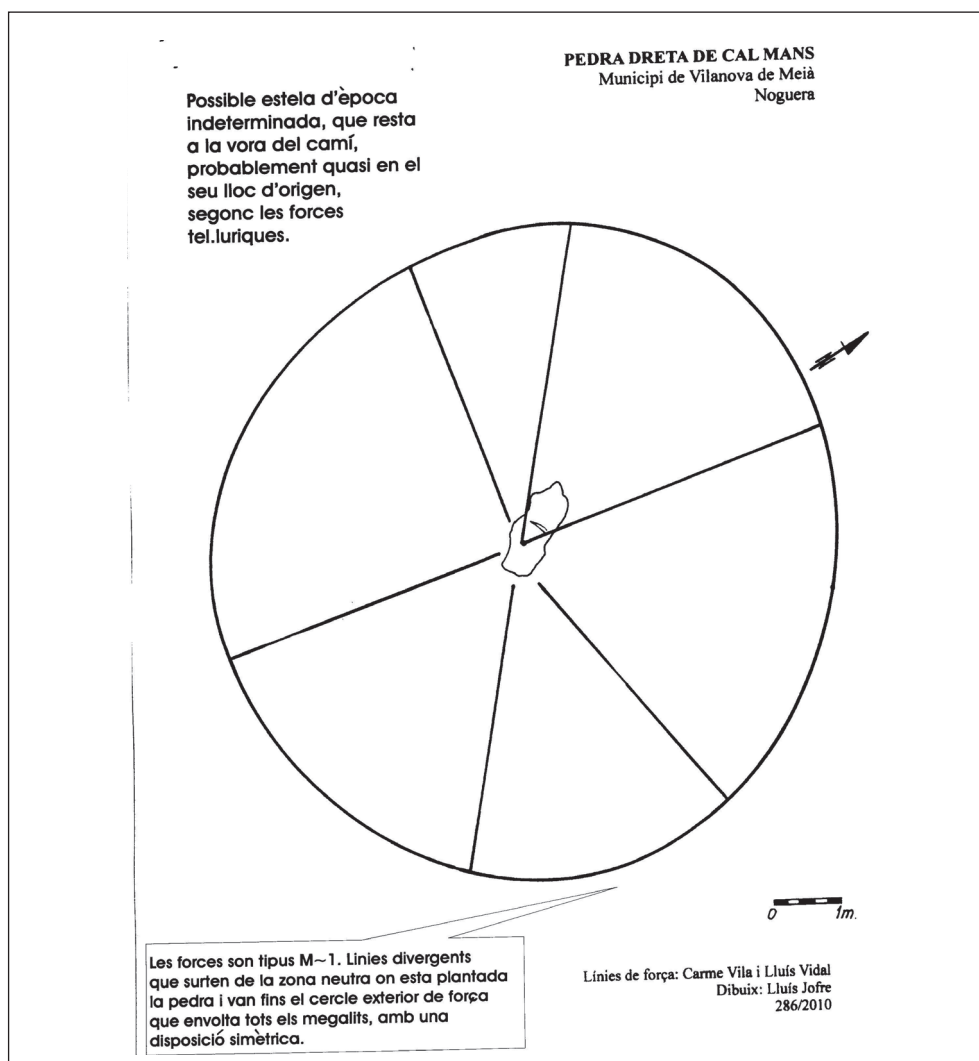 PEDRA DRETA DE CAL MANS
Municipi de Vilanova de Meià
Noguera
Possible estela d'època
indeterminada, que resta
a la vora del camí,
probablement quasi en el
seu lloc d'origen,
segonc les forces
tel.luriques.
0 1m.
Les forces son tipus M~1. Linies divergents
que surten de la zona neutra on esta plantada
la pedra i van fins el cercle exterior de força
que envolta tots els megalits, amb una
disposició simètrica.
Línies de força: Carme Vila i Lluís Vidal
Dibuix: Lluís Jofre
286/2010